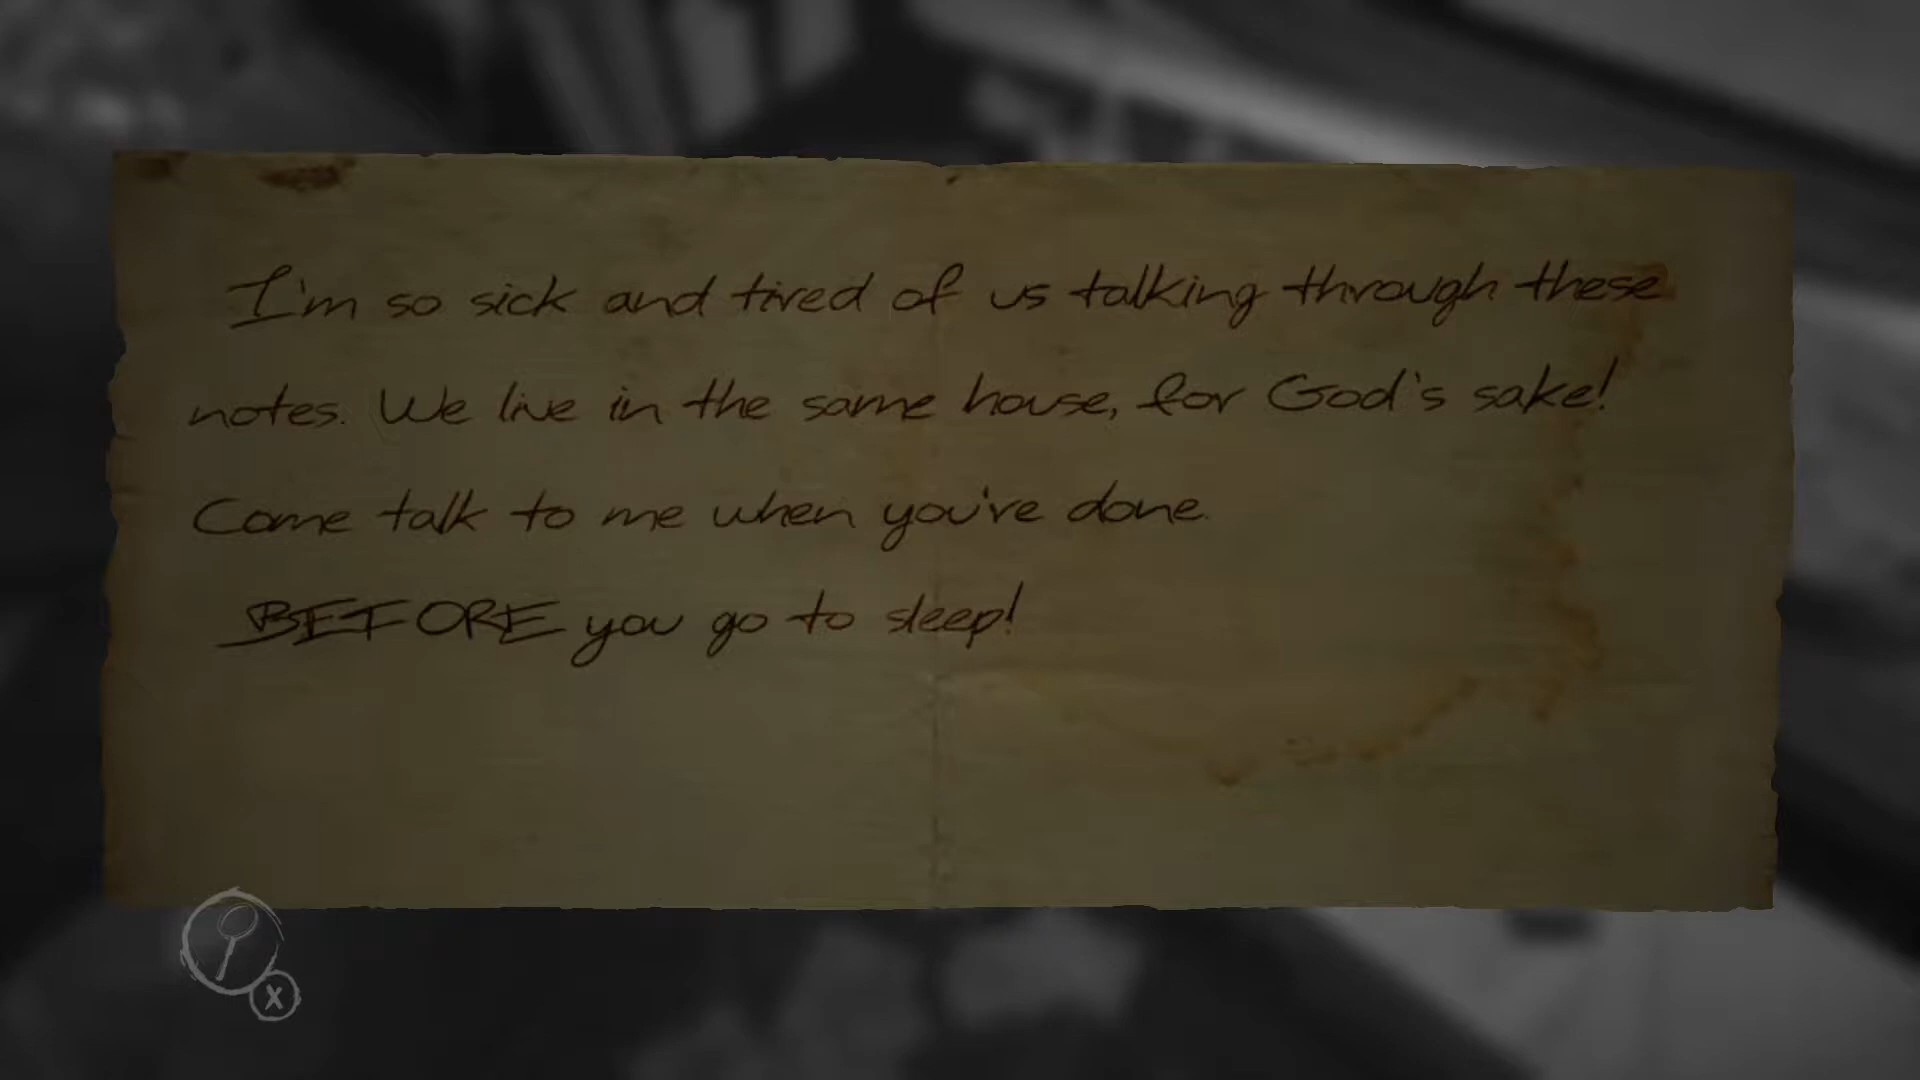 I'm so sick and tired of us talking through these
notes. We live in the same house, for God's sake!
Come talk to me when you've done.
BEFORE you go to sleep!
X